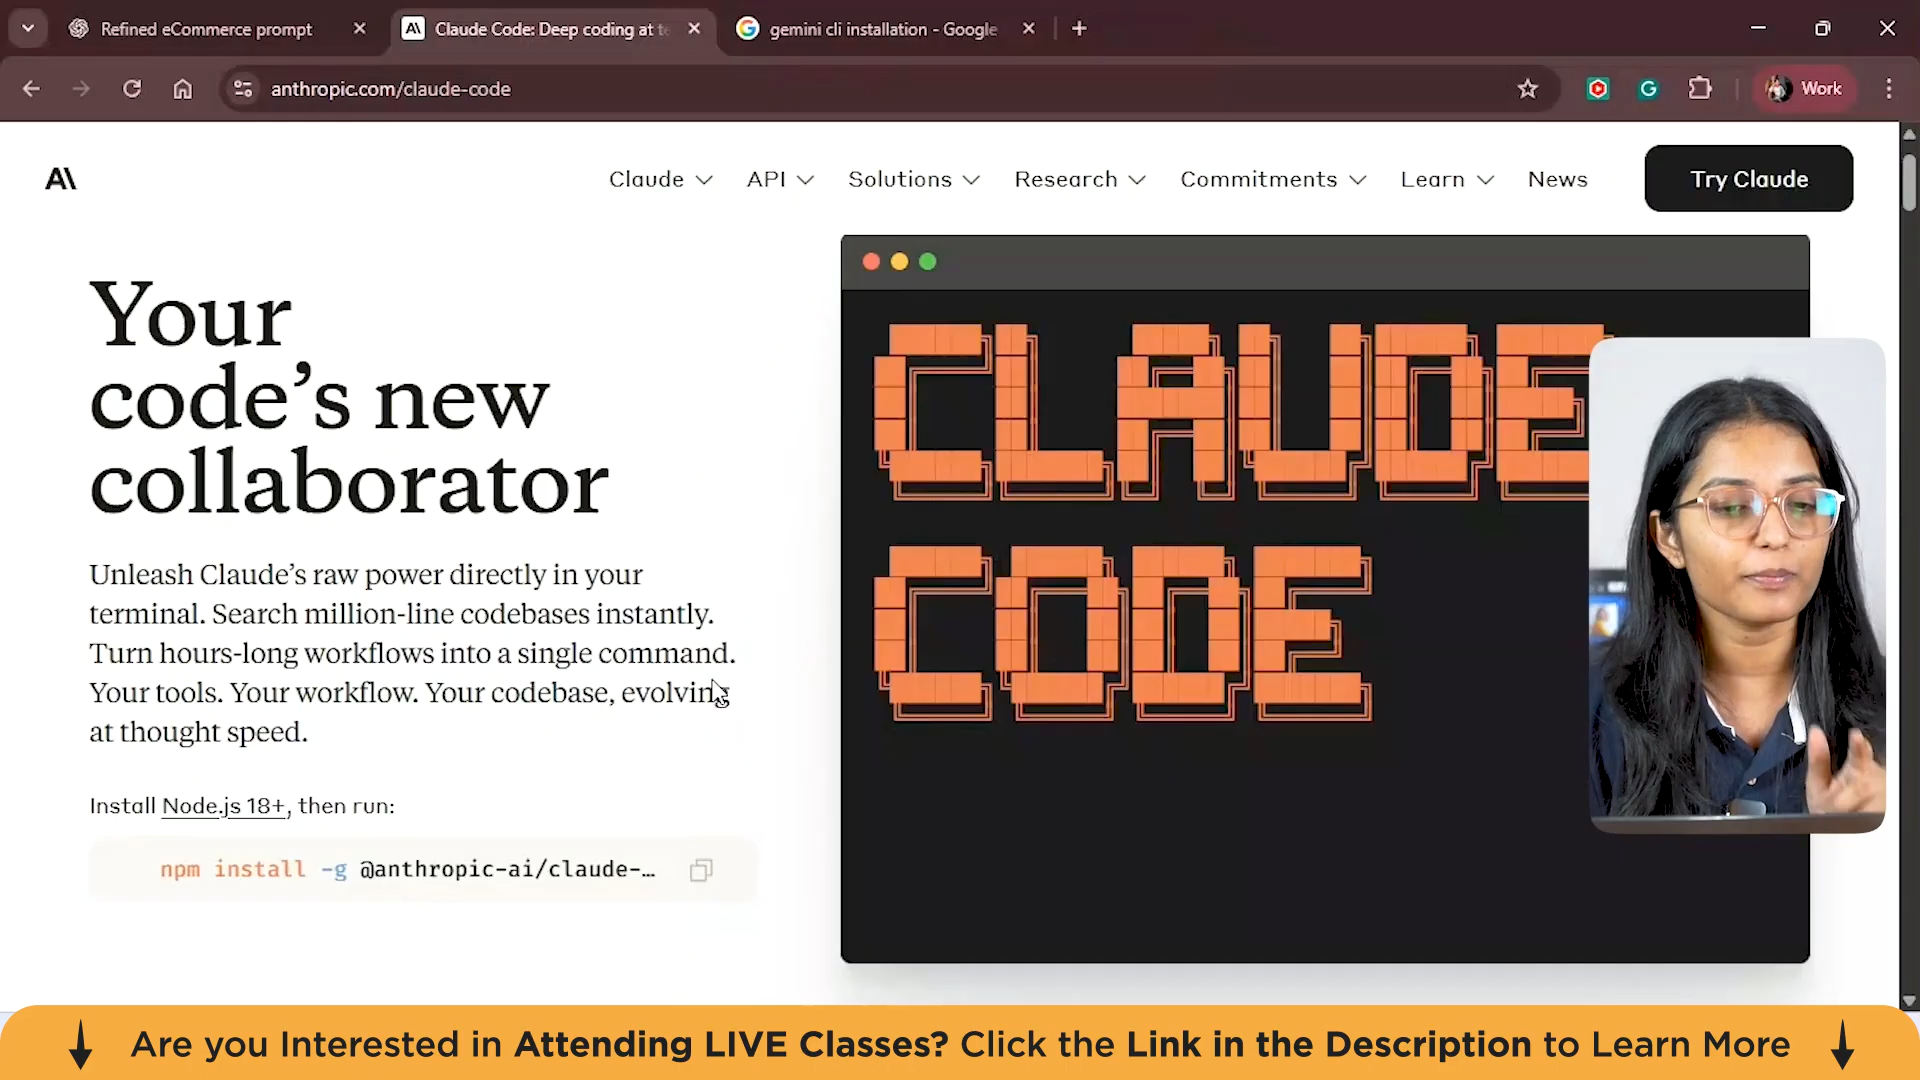 Refined eCommerce prompt
Claude Code: Deep coding at te
gemini cli installation - Google
anthropic.com/claude-code
Work
Claude
API
Solutions
Research
Commitments
Learn
News
Try Claude
Your
code’s new
collaborator
CLAUDE
CODE
Unleash Claude’s raw power directly in your
terminal. Search million-line codebases instantly.
Turn hours-long workflows into a single command.
Your tools. Your workflow. Your codebase, evolving
at thought speed.
Install Node.js 18+, then run:
npm install -g @anthropic-ai/claude-…
Are you Interested in Attending LIVE Classes? Click the Link in the Description to Learn More